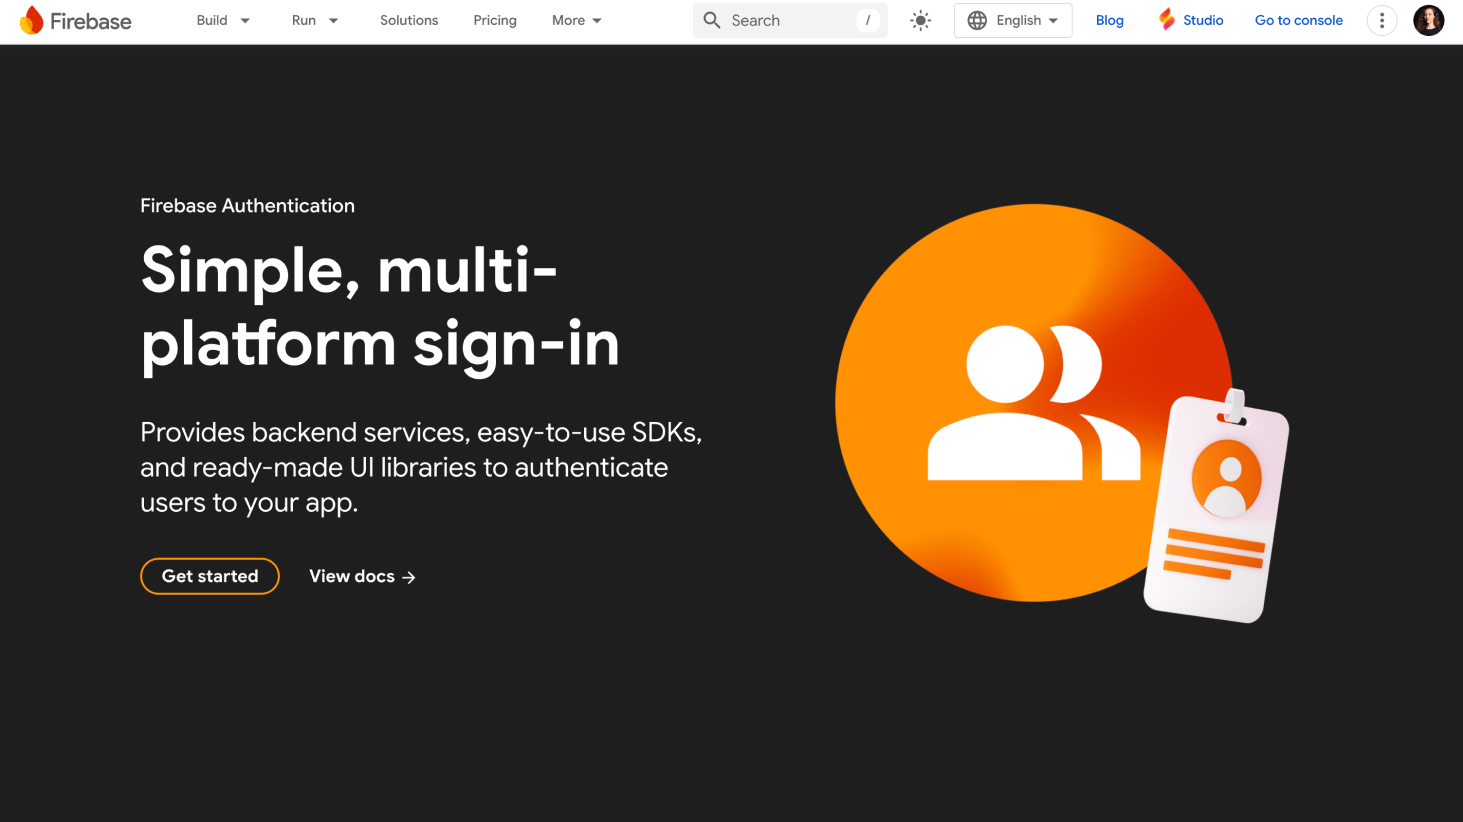 Firebase
Build
Run
Solutions
Pricing
More
Search
/
English
Blog
Studio
Go to console
Firebase Authentication
Simple, multi-
platform sign-in
Provides backend services, easy-to-use SDKs,
and ready-made UI libraries to authenticate
users to your app.
Get started
View docs →